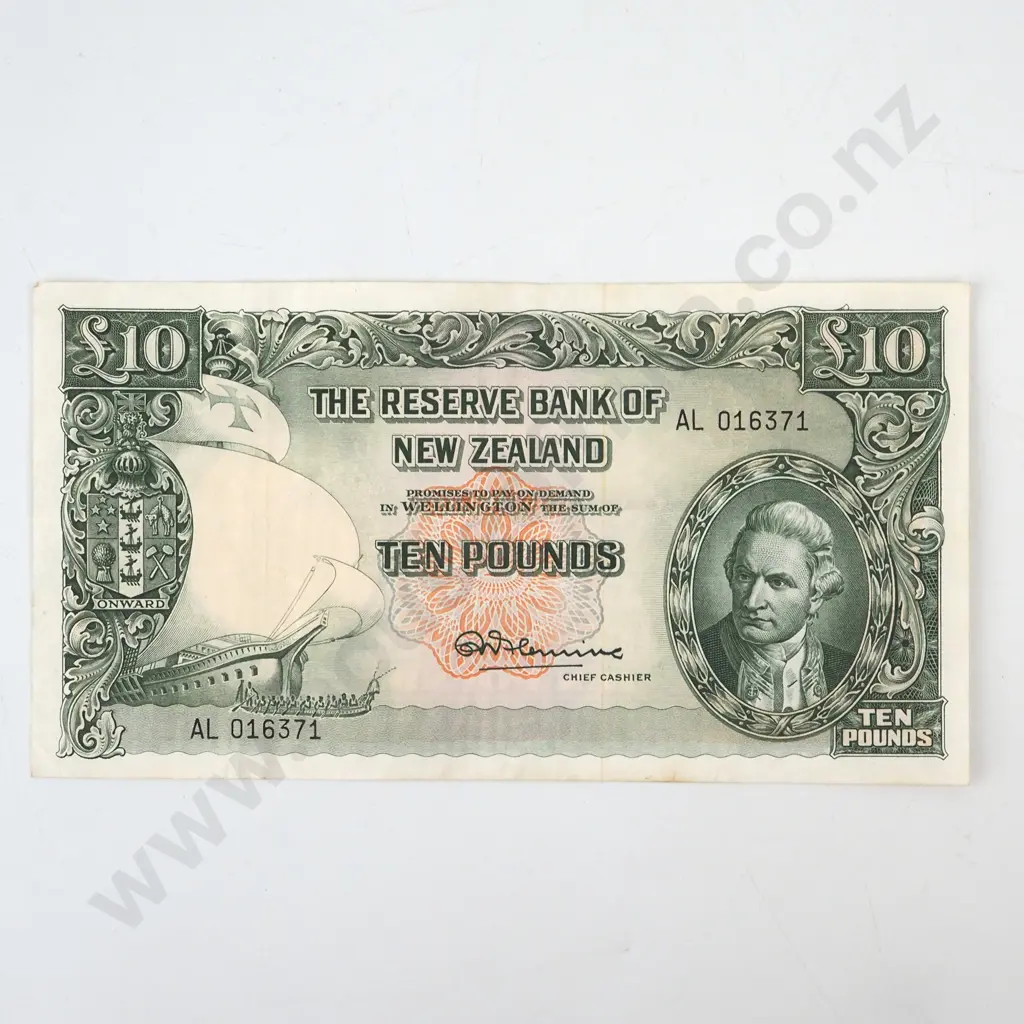 £10
£10
THE RESERVE BANK OF
NEW ZEALAND
AL 016371
PROMISES TO PAY ON DEMAND
IN WELLINGTON THE SUM OF
TEN POUNDS
ONWARD
CHIEF CASHIER
AL 016371
TEN
POUNDS